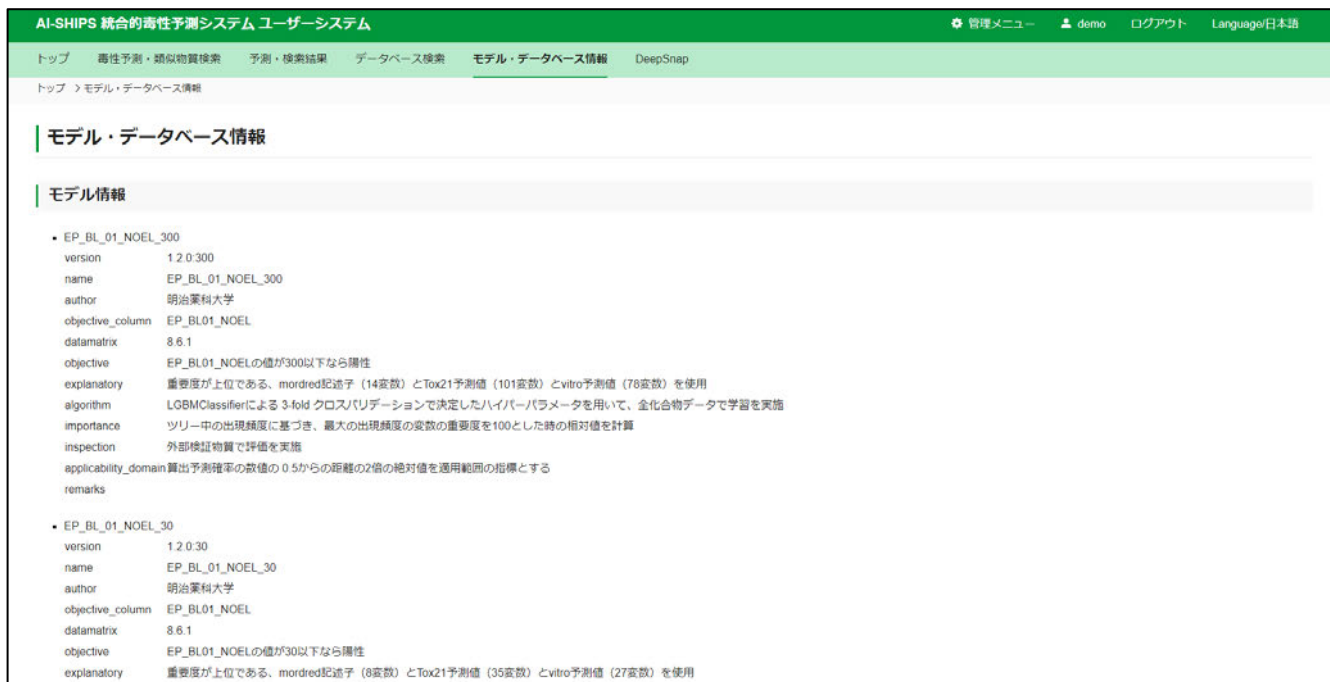 AI-SHIPS 統合的毒性予測システム ユーザーシステム 管理メニュー demo ログアウト Language/日本語
トップ 毒性予測・類似物質検索 予測・検索結果 データベース検索 モデル・データベース情報 DeepSnap
トップ > モデル・データベース情報
モデル・データベース情報
モデル情報
• EP_BL_01_NOEL_300
version 1.2.0:300
name EP_BL_01_NOEL_300
author 明治薬科大学
objective_column EP_BL01_NOEL
datamatrix 8.6.1
objective EP_BL01_NOELの値が300以下なら陽性
explanatory 重要度が上位である、mordred記述子（14変数）とTox21予測値（101変数）とvitro予測値（78変数）を使用
algorithm LGBMClassifierによる 3-fold クロスバリデーションで決定したハイパーパラメータを用いて、全化合物データで学習を実施
importance ツリー中の出現頻度に基づき、最大の出現頻度の変数の重要度を100とした時の相対値を計算
inspection 外部検証物質で評価を実施
applicability_domain 算出予測確率の数値の 0.5からの距離の2倍の絶対値を適用範囲の指標とする
remarks
• EP_BL_01_NOEL_30
version 1.2.0:30
name EP_BL_01_NOEL_30
author 明治薬科大学
objective_column EP_BL01_NOEL
datamatrix 8.6.1
objective EP_BL01_NOELの値が30以下なら陽性
explanatory 重要度が上位である、mordred記述子（8変数）とTox21予測値（35変数）とvitro予測値（27変数）を使用